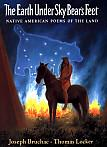 The Earth Under Sky Bear's Feet
NATIVE AMERICAN POEMS OF THE LAND
Joseph Bruchac • Thomas Locker